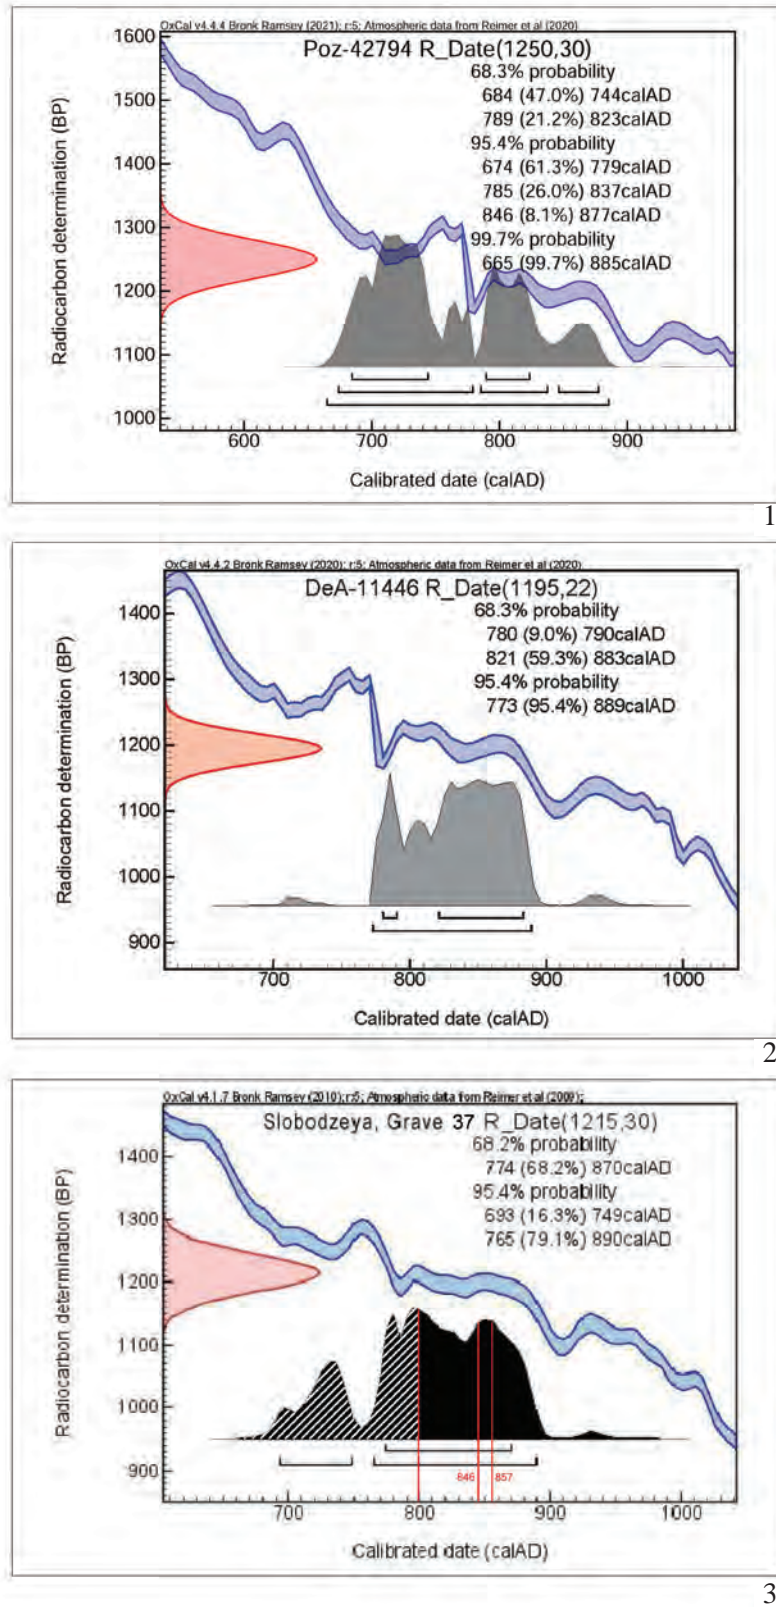 OxCal v4.4.4 Bronk Ramsey (2021); r:5; Atmospheric data from Reimer et al (2020)
Poz-42794 R_Date(1250,30)
68.3% probability
684 (47.0%) 744calAD
789 (21.2%) 823calAD
95.4% probability
674 (61.3%) 779calAD
785 (26.0%) 837calAD
846 (8.1%) 877calAD
99.7% probability
665 (99.7%) 885calAD
Radiocarbon determination (BP)
1600
1500
1400
1300
1200
1100
1000
600 700 800 900
Calibrated date (calAD)
1
OxCal v4.4.2 Bronk Ramsey (2020); r:5; Atmospheric data from Reimer et al (2020)
DeA-11446 R_Date(1195,22)
68.3% probability
780 (9.0%) 790calAD
821 (59.3%) 883calAD
95.4% probability
773 (95.4%) 889calAD
Radiocarbon determination (BP)
1400
1300
1200
1100
1000
900
700 800 900 1000
Calibrated date (calAD)
2
OxCal v4.1.7 Bronk Ramsey (2010); r:5; Atmospheric data from Reimer et al (2009);
Slobodzeya, Grave 37 R_Date(1215,30)
68.2% probability
774 (68.2%) 870calAD
95.4% probability
693 (16.3%) 749calAD
765 (79.1%) 890calAD
Radiocarbon determination (BP)
1400
1300
1200
1100
1000
900
846 857
700 800 900 1000
Calibrated date (calAD)
3